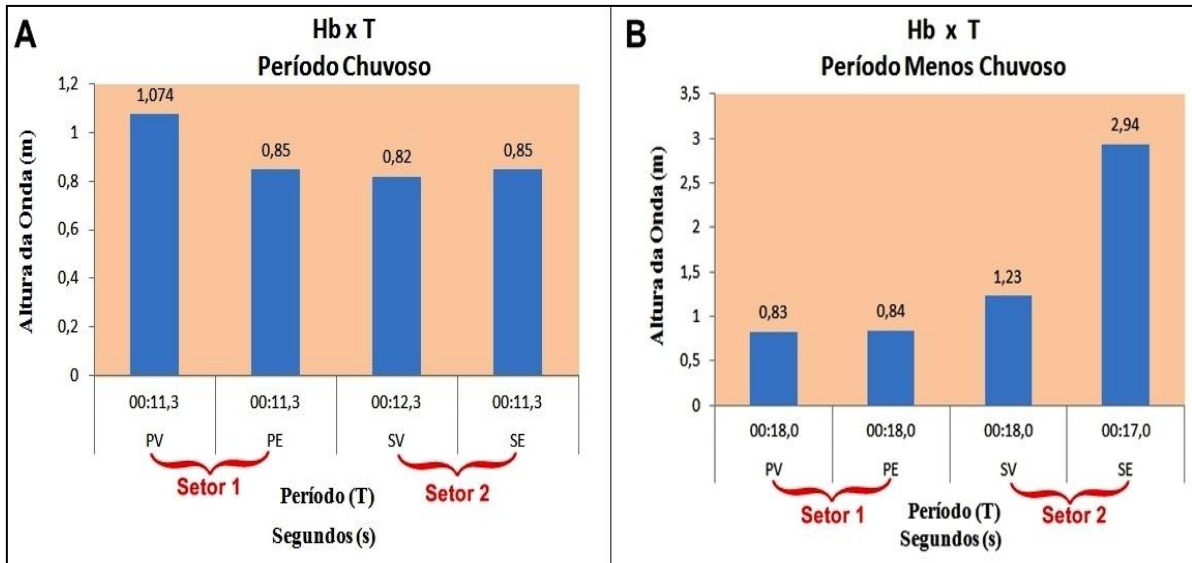 A
Hb x T
Período Chuvoso
Altura da Onda (m)
1,2
1
0,8
0,6
0,4
0,2
0
1,074
0,85
0,82
0,85
00:11,3 00:11,3 00:12,3 00:11,3
PV PE SV SE
Setor 1 Setor 2
Período (T)
Segundos (s)
B
Hb x T
Período Menos Chuvoso
Altura da Onda (m)
3,5
3
2,5
2
1,5
1
0,5
0
0,83
0,84
1,23
2,94
00:18,0 00:18,0 00:18,0 00:17,0
PV PE SV SE
Setor 1 Setor 2
Período (T)
Segundos (s)